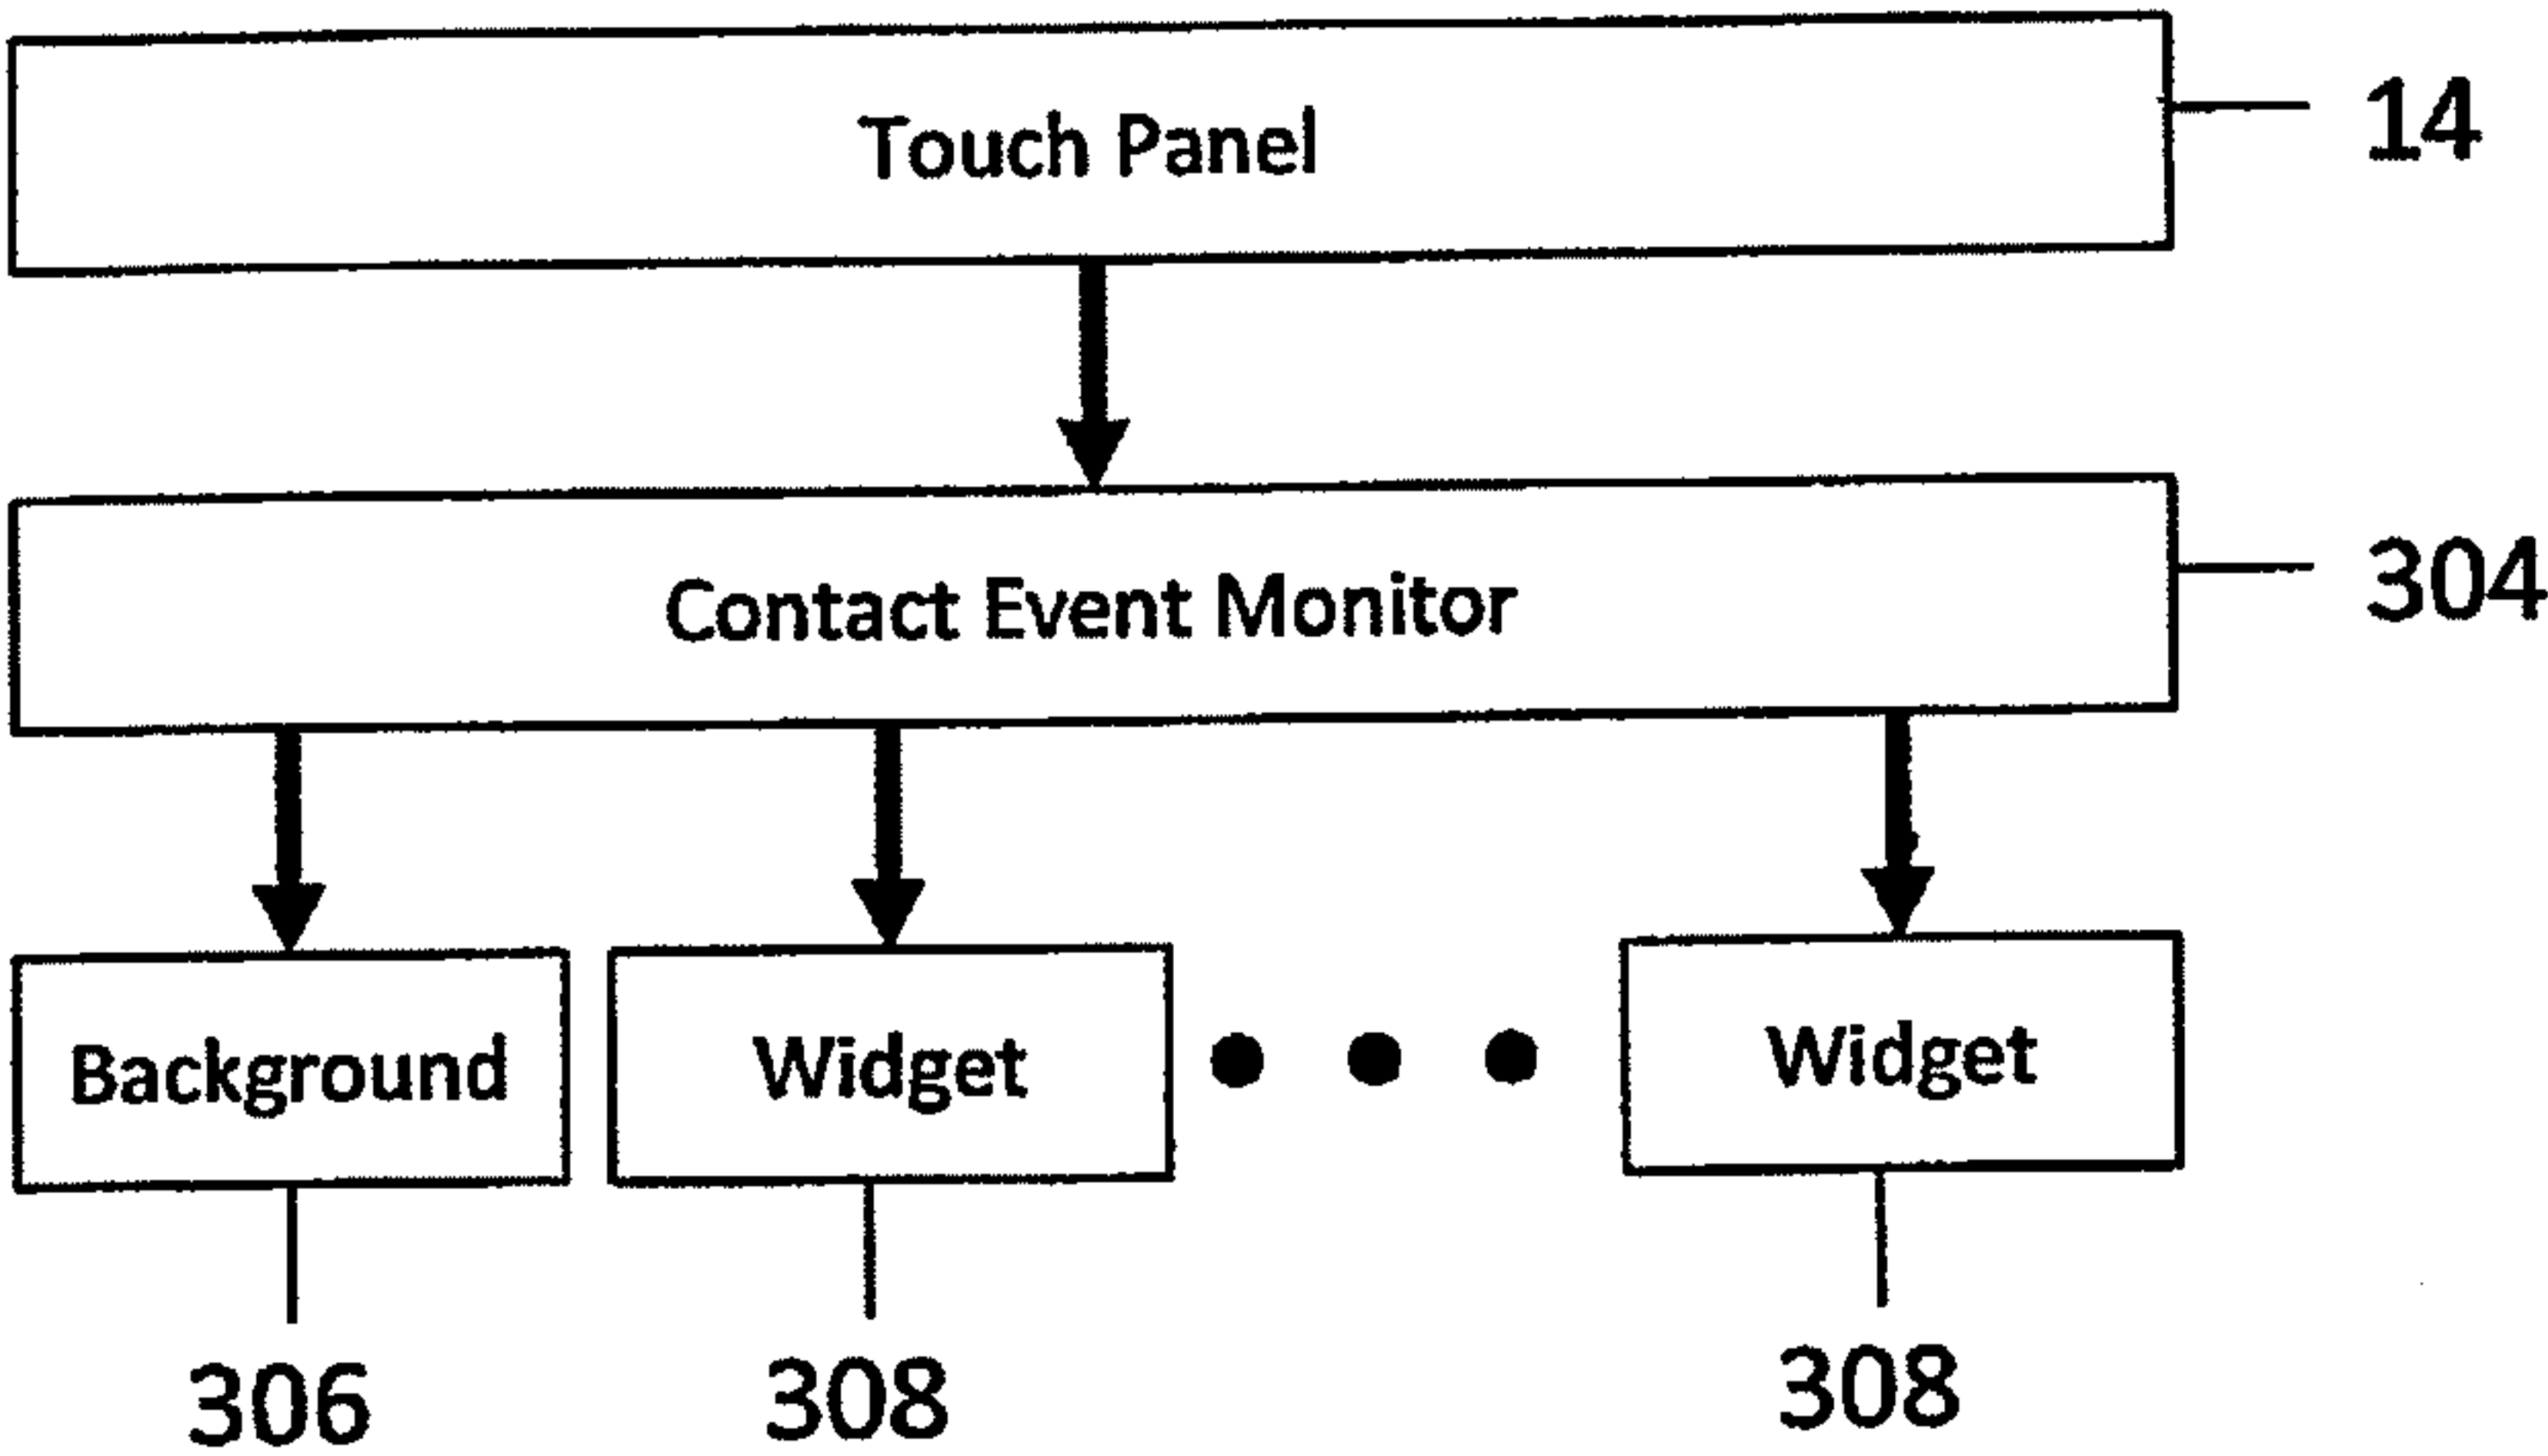 Touch Panel
14
Contact Event Monitor
304
Background
Widget
Widget
306
308
308